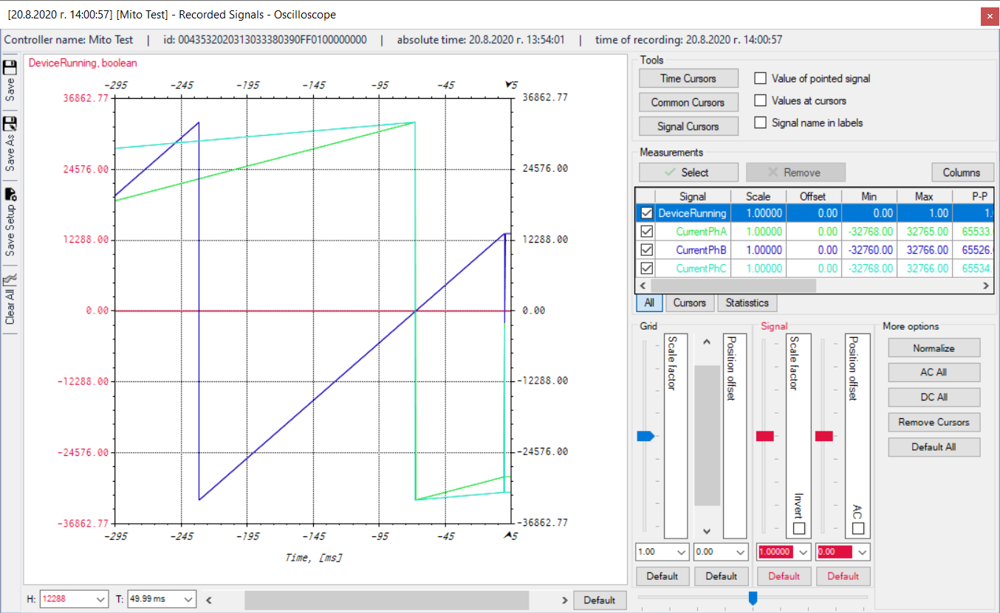 [20.8.2020 г. 14:00:57] [Mito Test] - Recorded Signals - Oscilloscope
Controller name: Mito Test | id: 0043532020313033380390FF0100000000 | absolute time: 20.8.2020 г. 13:54:01 | time of recording: 20.8.2020 г. 14:00:57
Save
Save As
Save Setup
Clear All
DeviceRunning, boolean
-295 -245 -195 -145 -95 -45 5
36862.77 36862.77
24576.00 24576.00
12288.00 12288.00
0.00 0.00
-12288.00 -12288.00
-24576.00 -24576.00
-36862.77 -36862.77
-295 -245 -195 -145 -95 -45 5
Time, [ms]
H: 12288 T: 49.99 ms Default
Tools
Time Cursors Value of pointed signal
Common Cursors Values at cursors
Signal Cursors Signal name in labels
Measurements
Select Remove Columns
Signal Scale Offset Min Max P-P
DeviceRunning 1.00000 0.00 0.00 1.00 1.
CurrentPhA 1.00000 0.00 -32768.00 32765.00 65533.
CurrentPhB 1.00000 0.00 -32760.00 32766.00 65526.
CurrentPhC 1.00000 0.00 -32768.00 32766.00 65534.
All Cursors Statisstics
Grid
Scale factor
Position offset
1.00 0.00
Default Default
Signal
Scale factor
Invert
Position offset
AC
1.00000 0.00
Default Default
More options
Normalize
AC All
DC All
Remove Cursors
Default All